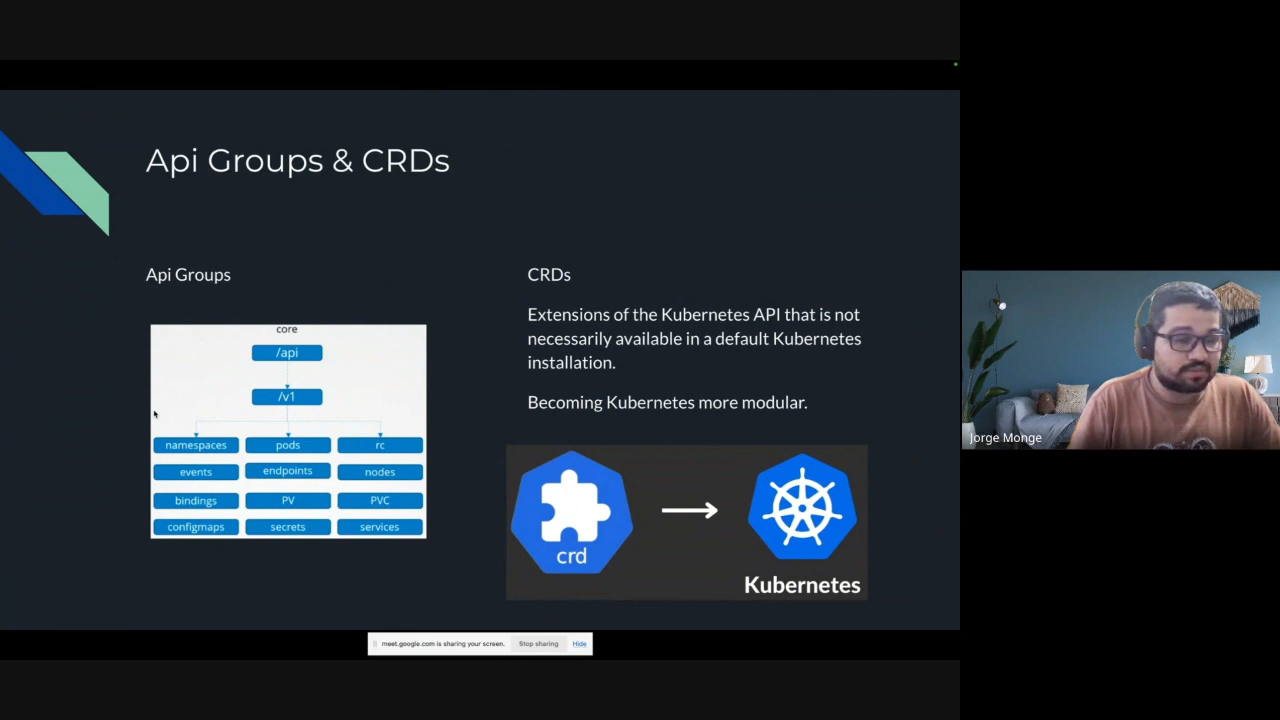 Api Groups & CRDs
Api Groups
core
/api
/v1
namespaces pods rc
events endpoints nodes
bindings PV PVC
configmaps secrets services
CRDs
Extensions of the Kubernetes API that is not
necessarily available in a default Kubernetes
installation.
Becoming Kubernetes more modular.
crd
Kubernetes
Jorge Monge
meet.google.com is sharing your screen. Stop sharing Hide